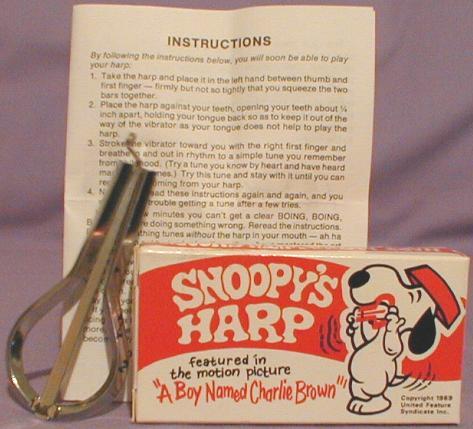 INSTRUCTIONS
By following the instructions below, you will soon be able to play
your harp:
1. Take the harp and place it in the left hand between thumb and
first finger — firmly but not so tightly that you squeeze the two
bars together.
2. Place the harp against your teeth, opening your teeth about ¼
inch apart, holding your tongue back so as to keep it out of the
way of the vibrator as your tongue does not help to play the
harp.
3. Stroke vibrator toward you with the right first finger and
breathe and out in rhythm to a simple tune you remember
from hood. (Try a tune you know by heart and have heard
ma nes.) Try this tune and stay with it until you can
re oming from your harp.
4. N ad these instructions again and again, and you
trouble getting a tune after a few tries.
w minutes you can't get a clear BOING, BOING,
re doing something wrong. Reread the instructions.
thing tunes without the harp in your mouth — ah ha
SNOOPY'S
HARP
featured in
the motion picture
"A Boy Named Charlie Brown"
Copyright 1969
United Feature
Syndicate Inc.